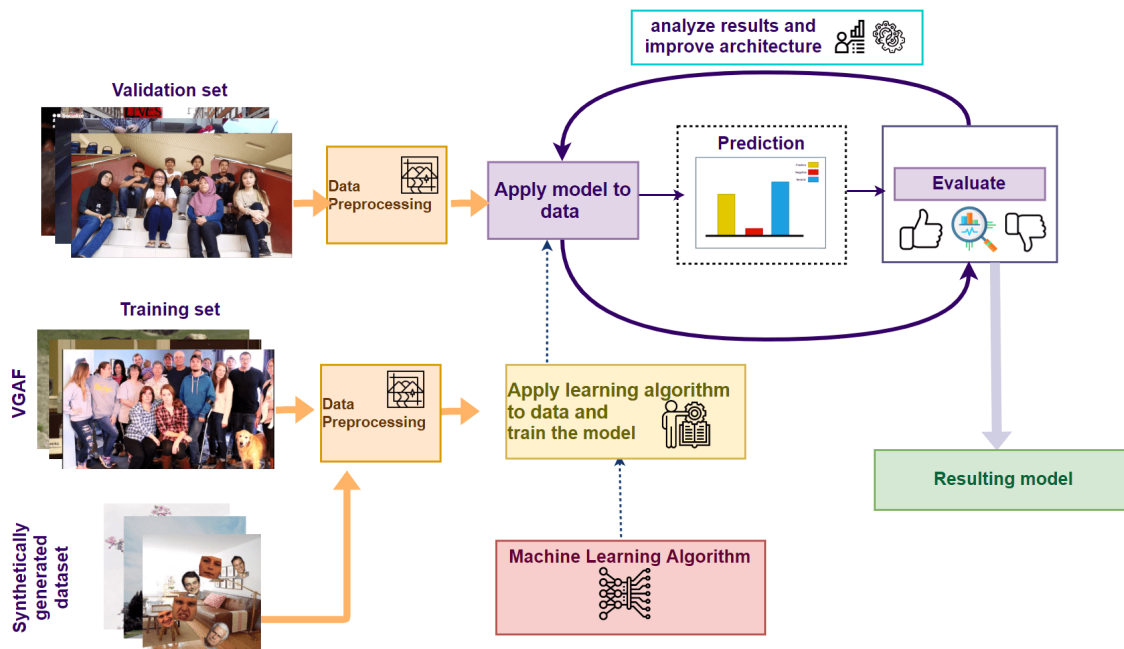 analyze results and
improve architecture
Validation set
Data
Preprocessing
Apply model to
data
Prediction
Evaluate
Training set
VGAF
Data
Preprocessing
Apply learning algorithm
to data and
train the model
Resulting model
Synthetically
generated
dataset
Machine Learning Algorithm